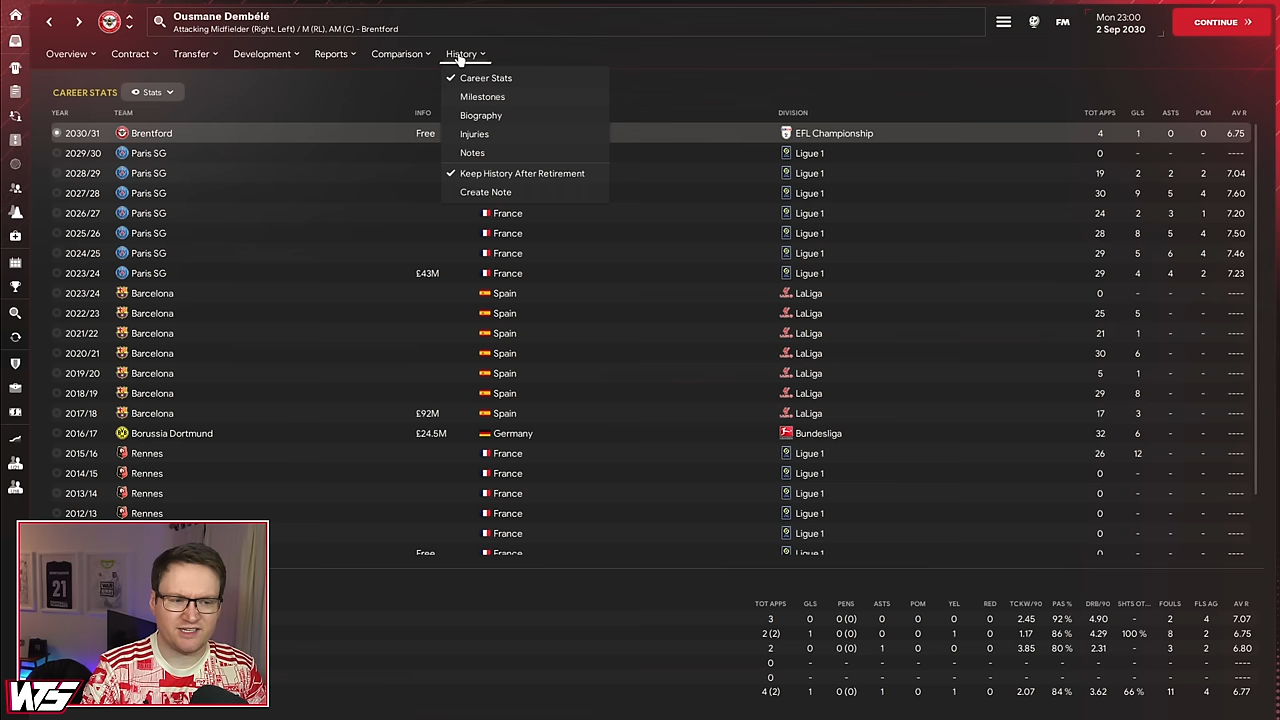 Ousmane Dembélé
Attacking Midfielder (Right, Left) / M (RL), AM (C) - Brentford
FM
Mon 23:00
2 Sep 2030
CONTINUE
Overview Contract Transfer Development Reports Comparison History
Career Stats
Milestones
Biography
Injuries
Notes
Keep History After Retirement
Create Note
CAREER STATS Stats
YEAR TEAM INFO DIVISION TOT APPS GLS ASTS POM AV R
2030/31 Brentford Free EFL Championship 4 1 0 0 6.75
2029/30 Paris SG Ligue 1 0 - - - ----
2028/29 Paris SG Ligue 1 19 2 2 2 7.04
2027/28 Paris SG Ligue 1 30 9 5 4 7.60
2026/27 Paris SG France Ligue 1 24 2 3 1 7.20
2025/26 Paris SG France Ligue 1 28 8 5 4 7.50
2024/25 Paris SG France Ligue 1 29 5 6 4 7.46
2023/24 Paris SG £43M France Ligue 1 29 4 4 2 7.23
2023/24 Barcelona Spain LaLiga 0 - - - ----
2022/23 Barcelona Spain LaLiga 25 5 - - ----
2021/22 Barcelona Spain LaLiga 21 1 - - ----
2020/21 Barcelona Spain LaLiga 30 6 - - ----
2019/20 Barcelona Spain LaLiga 5 1 - - ----
2018/19 Barcelona Spain LaLiga 29 8 - - ----
2017/18 Barcelona £92M Spain LaLiga 17 3 - - ----
2016/17 Borussia Dortmund £24.5M Germany Bundesliga 32 6 - - ----
2015/16 Rennes France Ligue 1 26 12 - - ----
2014/15 Rennes France Ligue 1 0 - - - ----
2013/14 Rennes France Ligue 1 0 - - - ----
2012/13 Rennes France Ligue 1 0 - - - ----
France Ligue 1 0 - - - ----
Free France Ligue 1 0 - - - ----
TOT APPS GLS PENS ASTS POM YEL RED TCKW/90 PAS % DRB/90 SHTS OT... FOULS FLS AG AV R
3 0 0 (0) 0 0 0 0 2.45 92 % 4.90 - 2 4 7.07
2 (2) 1 0 (0) 0 0 1 0 1.17 86 % 4.29 100 % 8 2 6.75
2 0 0 (0) 1 0 0 0 3.85 80 % 2.31 - 3 2 6.80
0 - - - - - - - - - - - - ----
0 - - - - - - - - - - - - ----
4 (2) 1 0 (0) 1 0 1 0 2.07 84 % 3.62 66 % 11 4 6.77
21
WTS